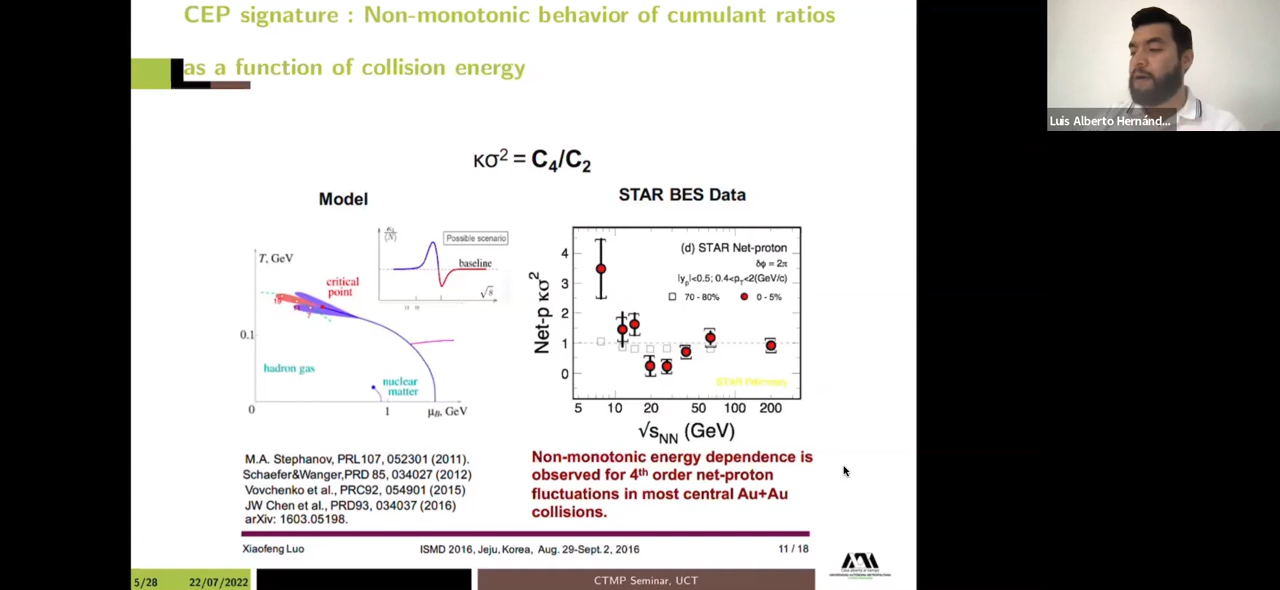 CEP signature : Non-monotonic behavior of cumulant ratios
as a function of collision energy
Luis Alberto Hernánd...
κσ² = C₄/C₂
Model
STAR BES Data
Possible scenario
baseline
√s
T, GeV
critical
point
0.1
hadron gas
nuclear
matter
0
1
μB, GeV
(d) STAR Net-proton
δϕ = 2π
|yp|<0.5; 0.4<pT<2(GeV/c)
70 - 80%
0 - 5%
Net-p κσ²
4
3
2
1
0
STAR Preliminary
5 10 20 50 100 200
√sNN (GeV)
M.A. Stephanov, PRL107, 052301 (2011).
Schaefer&Wanger,PRD 85, 034027 (2012)
Vovchenko et al., PRC92, 054901 (2015)
JW Chen et al., PRD93, 034037 (2016)
arXiv: 1603.05198.
Non-monotonic energy dependence is
observed for 4th order net-proton
fluctuations in most central Au+Au
collisions.
Xiaofeng Luo
ISMD 2016, Jeju, Korea, Aug. 29-Sept. 2, 2016
11 / 18
5/28
22/07/2022
CTMP Seminar, UCT